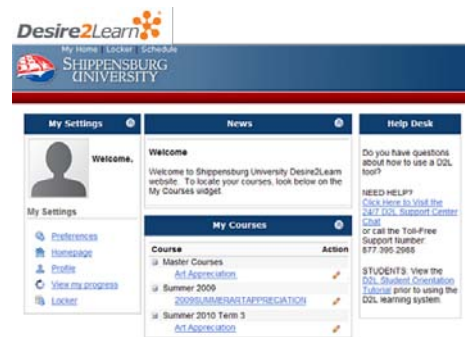 Desire2Learn
My Home | Locker | Schedule
SHIPPENSBURG
UNIVERSITY
My Settings
Welcome,
My Settings
Preferences
Homepage
Profile
View my progress
Locker
News
Welcome
Welcome to Shippensburg University Desire2Learn
website. To locate your courses, look below on the
My Courses widget.
My Courses
Course Action
Master Courses
Art Appreciation
Summer 2009
2009SUMMERARTAPPRECIATION
Summer 2010 Term 3
Art Appreciation
Help Desk
Do you have questions
about how to use a D2L
tool?
NEED HELP?
Click Here to Visit the
24/7 D2L Support Center
Chat
or call the Toll-Free
Support Number:
877.395.2988
STUDENTS: View the
D2L Student Orientation
Tutorial prior to using the
D2L learning system.